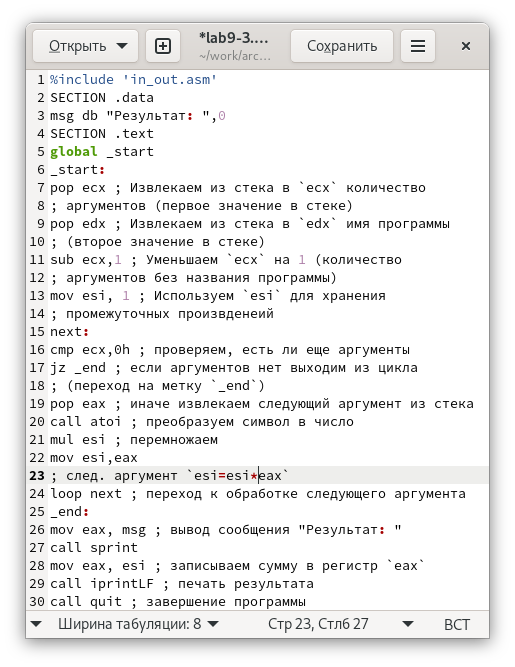 Открыть
*lab9-3....
~/work/arc...
Сохранить
1 %include 'in_out.asm'
2 SECTION .data
3 msg db "Результат: ",0
4 SECTION .text
5 global _start
6 _start:
7 pop ecx ; Извлекаем из стека в `ecx` количество
8 ; аргументов (первое значение в стеке)
9 pop edx ; Извлекаем из стека в `edx` имя программы
10 ; (второе значение в стеке)
11 sub ecx,1 ; Уменьшаем `ecx` на 1 (количество
12 ; аргументов без названия программы)
13 mov esi, 1 ; Используем `esi` для хранения
14 ; промежуточных произвденеий
15 next:
16 cmp ecx,0h ; проверяем, есть ли еще аргументы
17 jz _end ; если аргументов нет выходим из цикла
18 ; (переход на метку `_end`)
19 pop eax ; иначе извлекаем следующий аргумент из стека
20 call atoi ; преобразуем символ в число
21 mul esi ; перемножаем
22 mov esi,eax
23 ; след. аргумент `esi=esi*eax`
24 loop next ; переход к обработке следующего аргумента
25 _end:
26 mov eax, msg ; вывод сообщения "Результат: "
27 call sprint
28 mov eax, esi ; записываем сумму в регистр `eax`
29 call iprintLF ; печать результата
30 call quit ; завершение программы
Ширина табуляции: 8
Стр 23, Стлб 27
ВСТ